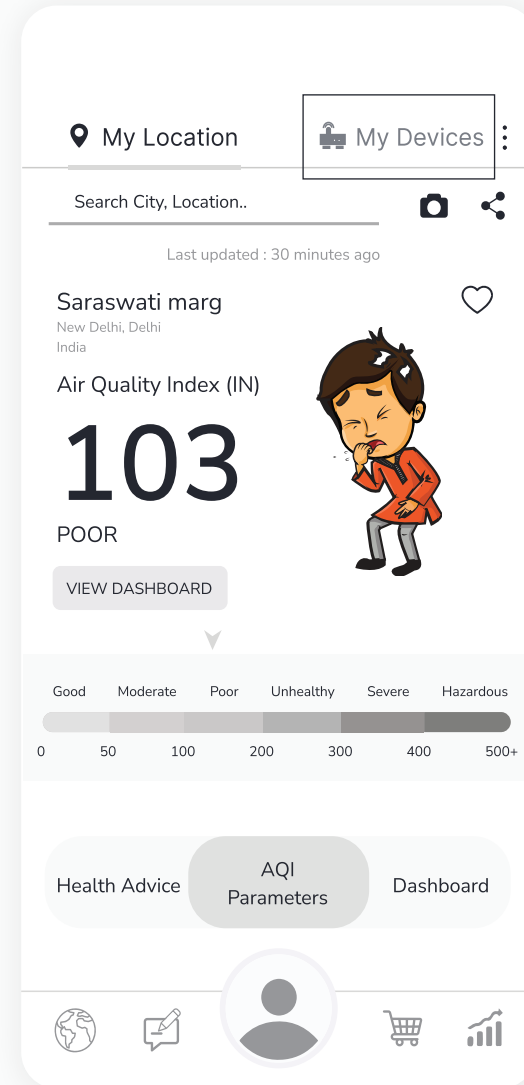 My Location
My Devices
Search City, Location..
Last updated : 30 minutes ago
Saraswati marg
New Delhi, Delhi
India
Air Quality Index (IN)
103
POOR
VIEW DASHBOARD
Good Moderate Poor Unhealthy Severe Hazardous
0 50 100 200 300 400 500+
Health Advice
AQI
Parameters
Dashboard